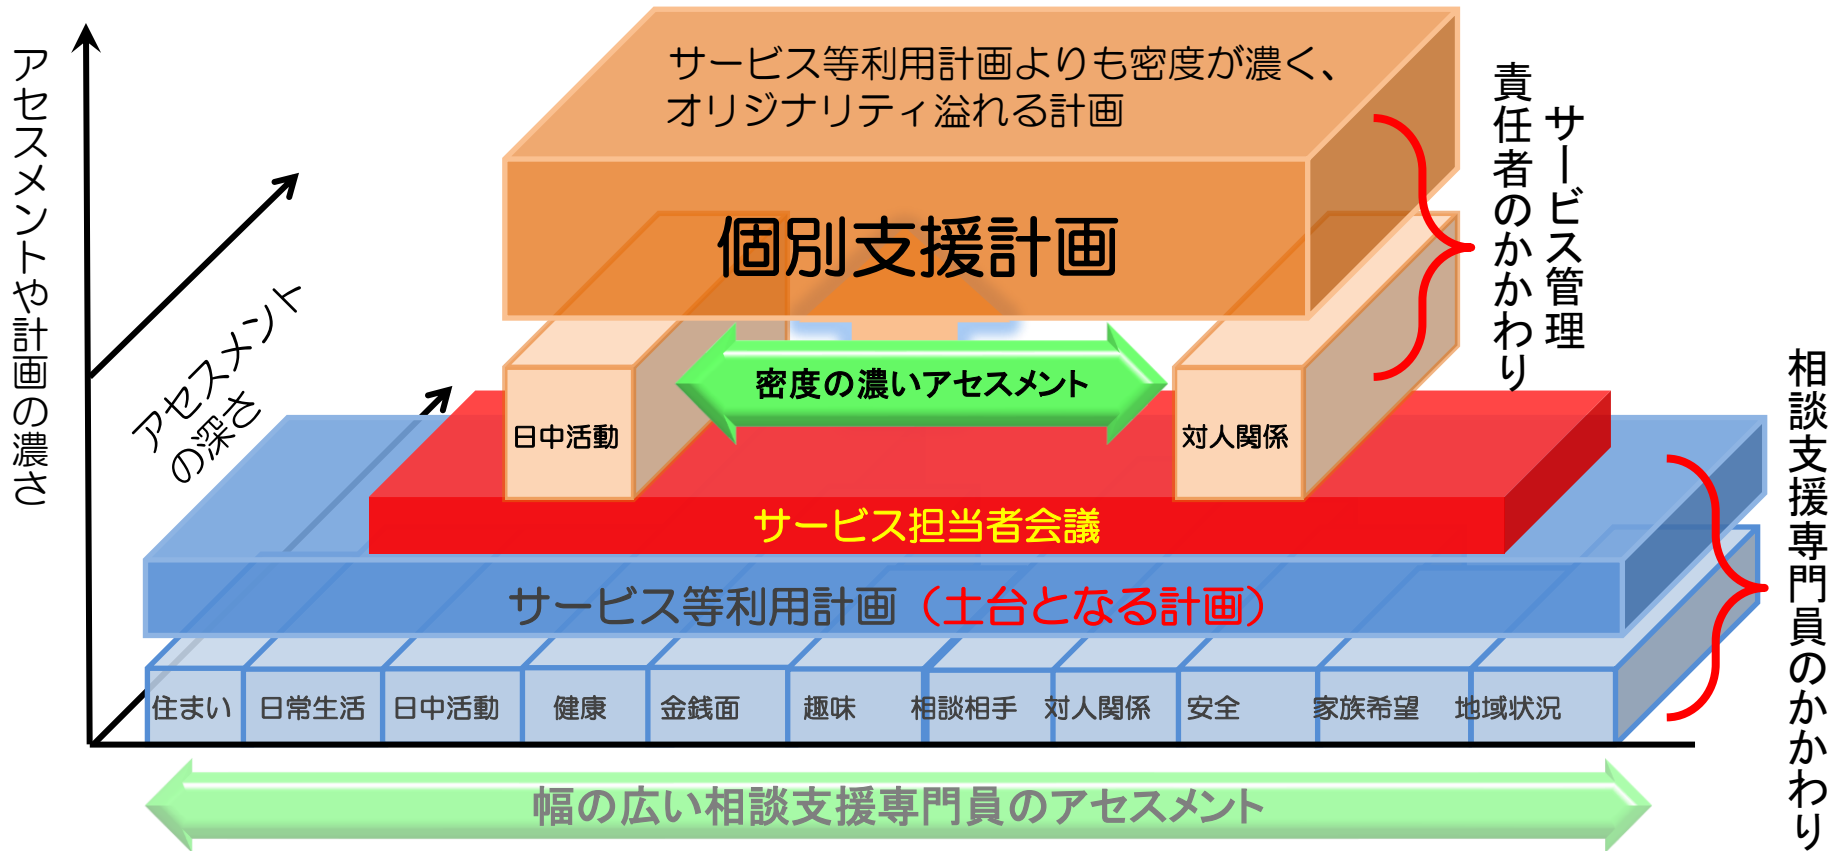 アセスメントや計画の濃さ
アセスメント
の深さ
サービス等利用計画よりも密度が濃く、
オリジナリティ溢れる計画
個別支援計画
サービス管理
責任者のかかわり
密度の濃いアセスメント
日中活動
対人関係
サービス担当者会議
サービス等利用計画（土台となる計画）
相談支援専門員のかかわり
住まい
日常生活
日中活動
健康
金銭面
趣味
相談相手
対人関係
安全
家族希望
地域状況
幅の広い相談支援専門員のアセスメント